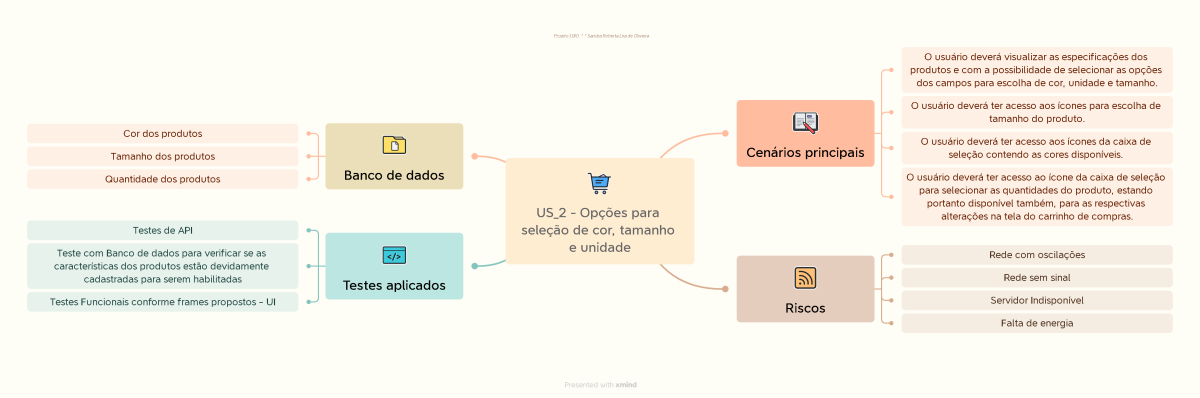 Cor dos produtos
Tamanho dos produtos
Quantidade dos produtos
Banco de dados
Testes de API
Teste com Banco de dados para verificar se as
características dos produtos estão devidamente
cadastradas para serem habilitadas
Testes Funcionais conforme frames propostos – UI
Testes aplicados
US_2 – Opções para
seleção de cor, tamanho
e unidade
Cenários principais
O usuário deverá visualizar as especificações dos
produtos e com a possibilidade de selecionar as opções
dos campos para escolha de cor, unidade e tamanho.
O usuário deverá ter acesso aos ícones para escolha de
tamanho do produto.
O usuário deverá ter acesso aos ícones da caixa de
seleção contendo as cores disponíveis.
O usuário deverá ter acesso ao ícone da caixa de seleção
para selecionar as quantidades do produto, estando
portanto disponível também, para as respectivas
alterações na tela do carrinho de compras.
Riscos
Rede com oscilações
Rede sem sinal
Servidor Indisponível
Falta de energia
Presented with xmind